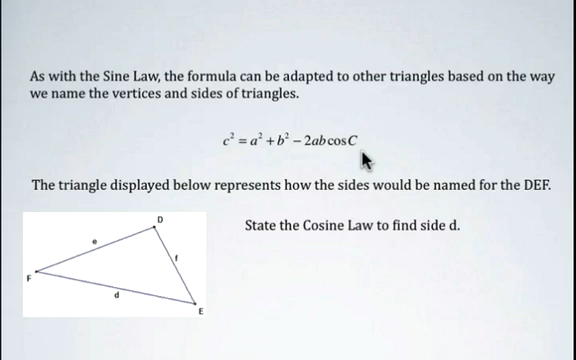 As with the Sine Law, the formula can be adapted to other triangles based on the way
we name the vertices and sides of triangles.
c² = a² + b² − 2ab cos C
The triangle displayed below represents how the sides would be named for the DEF.
State the Cosine Law to find side d.
D
e
f
F
d
E